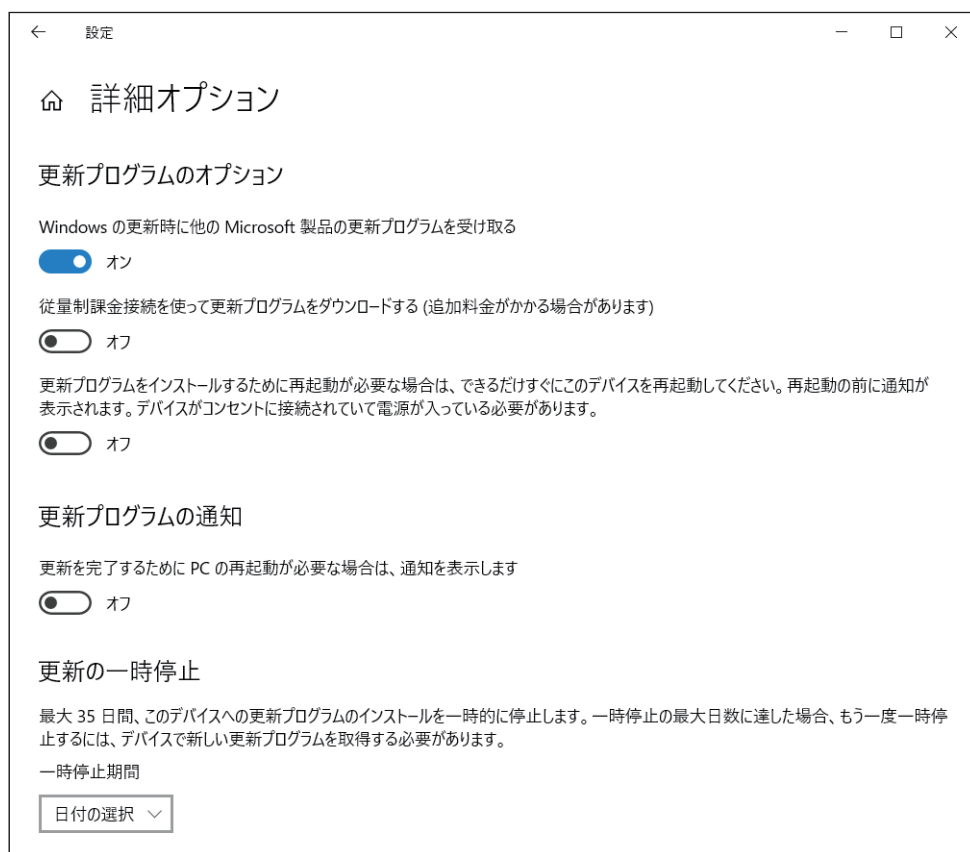 設定
詳細オプション
更新プログラムのオプション
Windows の更新時に他の Microsoft 製品の更新プログラムを受け取る
オン
従量制課金接続を使って更新プログラムをダウンロードする (追加料金がかかる場合があります)
オフ
更新プログラムをインストールするために再起動が必要な場合は、できるだけすぐにこのデバイスを再起動してください。再起動の前に通知が
表示されます。デバイスがコンセントに接続されていて電源が入っている必要があります。
オフ
更新プログラムの通知
更新を完了するために PC の再起動が必要な場合は、通知を表示します
オフ
更新の一時停止
最大 35 日間、このデバイスへの更新プログラムのインストールを一時的に停止します。一時停止の最大日数に達した場合、もう一度一時停
止するには、デバイスで新しい更新プログラムを取得する必要があります。
一時停止期間
日付の選択